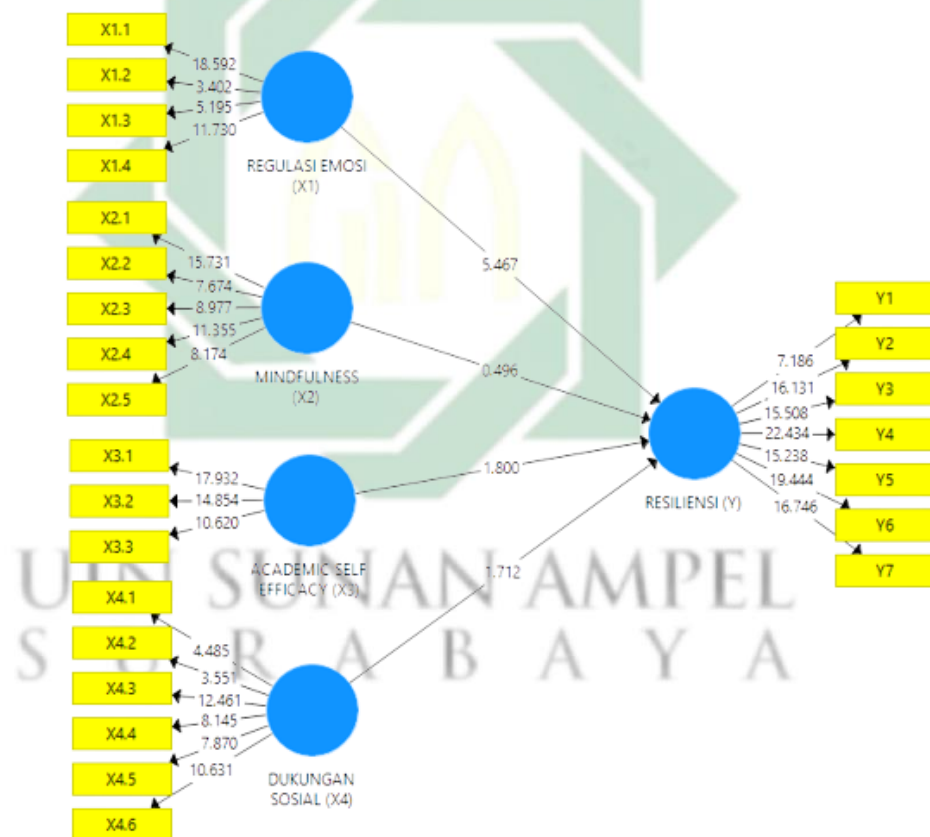 X1.1
X1.2
X1.3
X1.4
18.592
3.402
5.195
11.730
REGULASI EMOSI
(X1)
5.467
X2.1
X2.2
X2.3
X2.4
X2.5
15.731
7.674
8.977
11.355
8.174
MINDFULNESS
(X2)
0.496
X3.1
X3.2
X3.3
17.932
14.854
10.620
ACADEMIC SELF
EFFICACY (X3)
1.800
X4.1
X4.2
X4.3
X4.4
X4.5
X4.6
4.485
3.551
12.461
8.145
7.870
10.631
DUKUNGAN
SOSIAL (X4)
1.712
RESILIENSI (Y)
7.186
16.131
15.508
22.434
15.238
19.444
16.746
Y1
Y2
Y3
Y4
Y5
Y6
Y7
UIN SUNAN AMPEL
SURABAYA